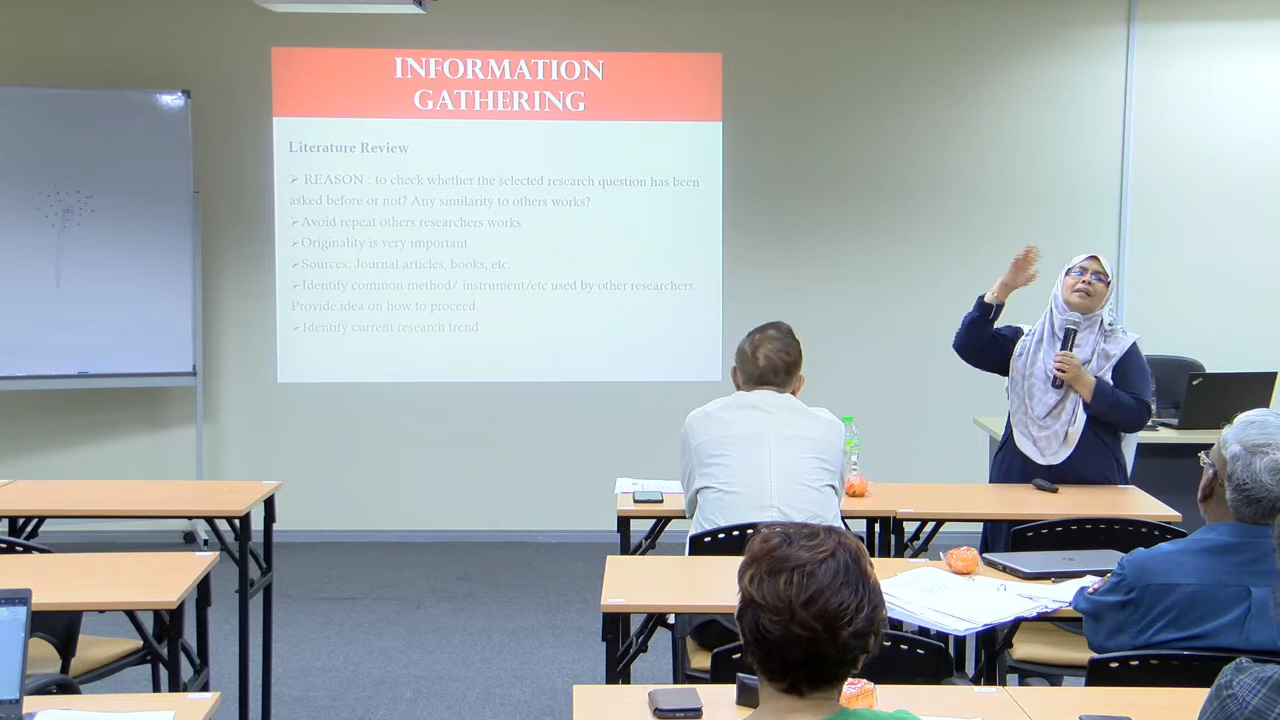 INFORMATION
GATHERING
Literature Review
➢ REASON : to check whether the selected research question has been
asked before or not? Any similarity to others works?
➢Avoid repeat others researchers works
➢Originality is very important
➢Sources: Journal articles, books, etc.
➢Identify common method/ instrument/etc used by other researchers.
Provide idea on how to proceed.
➢Identify current research trend